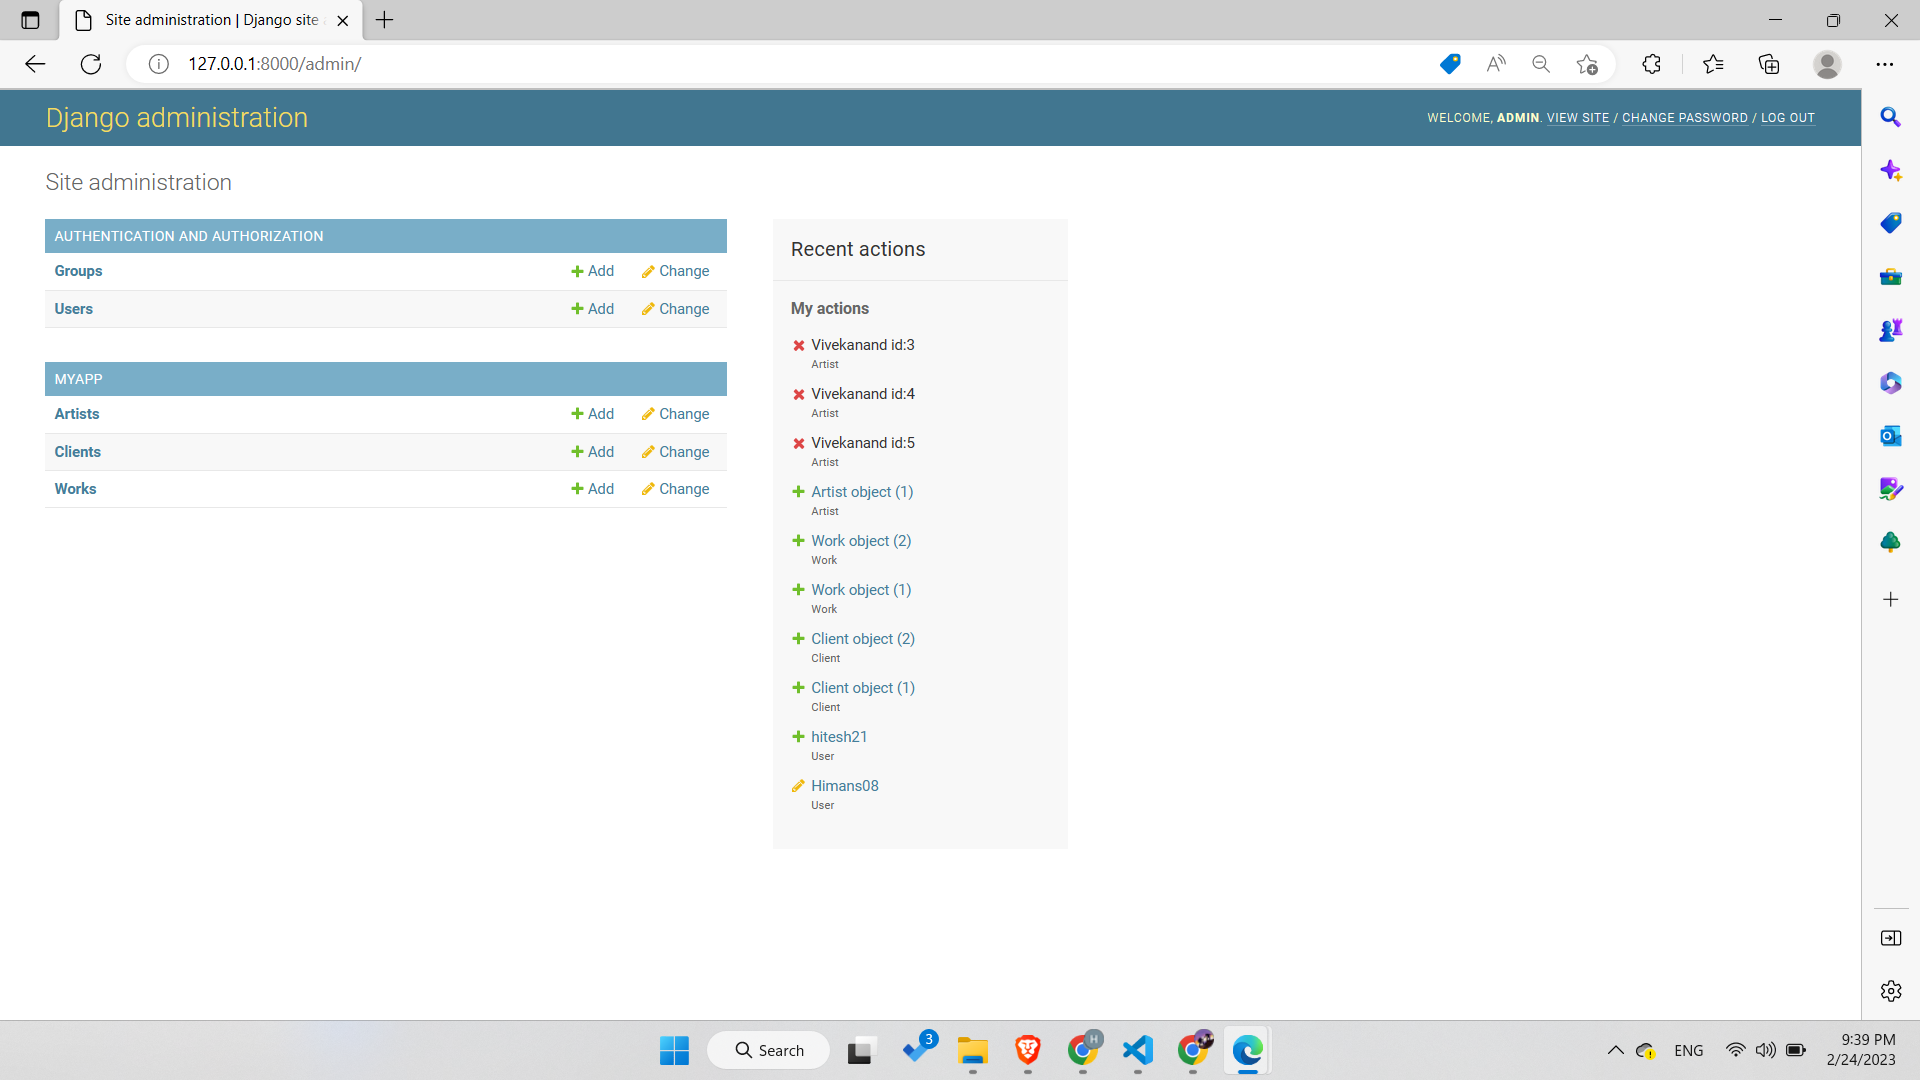 Site administration | Django site
127.0.0.1:8000/admin/
Django administration
WELCOME, ADMIN. VIEW SITE / CHANGE PASSWORD / LOG OUT
Site administration
AUTHENTICATION AND AUTHORIZATION
Groups Add Change
Users Add Change
MYAPP
Artists Add Change
Clients Add Change
Works Add Change
Recent actions
My actions
Vivekanand id:3
Artist
Vivekanand id:4
Artist
Vivekanand id:5
Artist
Artist object (1)
Artist
Work object (2)
Work
Work object (1)
Work
Client object (2)
Client
Client object (1)
Client
hitesh21
User
Himans08
User
Search
3
H
ENG
9:39 PM
2/24/2023